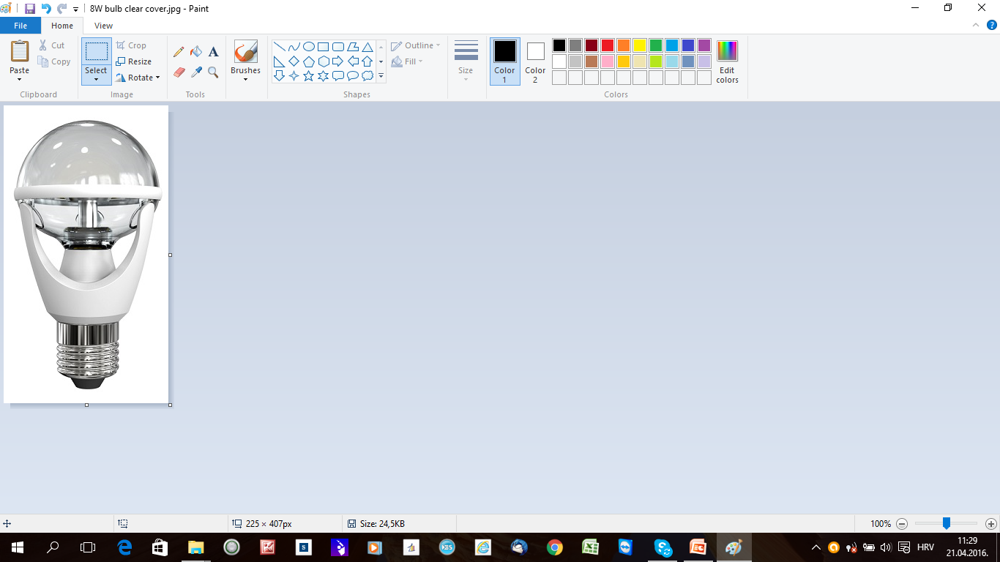 8W bulb clear cover.jpg - Paint
File Home View
Paste
Cut
Copy
Clipboard
Select
Crop
Resize
Rotate
Image
A
Tools
Brushes
Outline
Fill
Shapes
Size
Color 1
Color 2
Edit colors
Colors
225 × 407px
Size: 24,5KB
100%
HRV
11:29
21.04.2016.